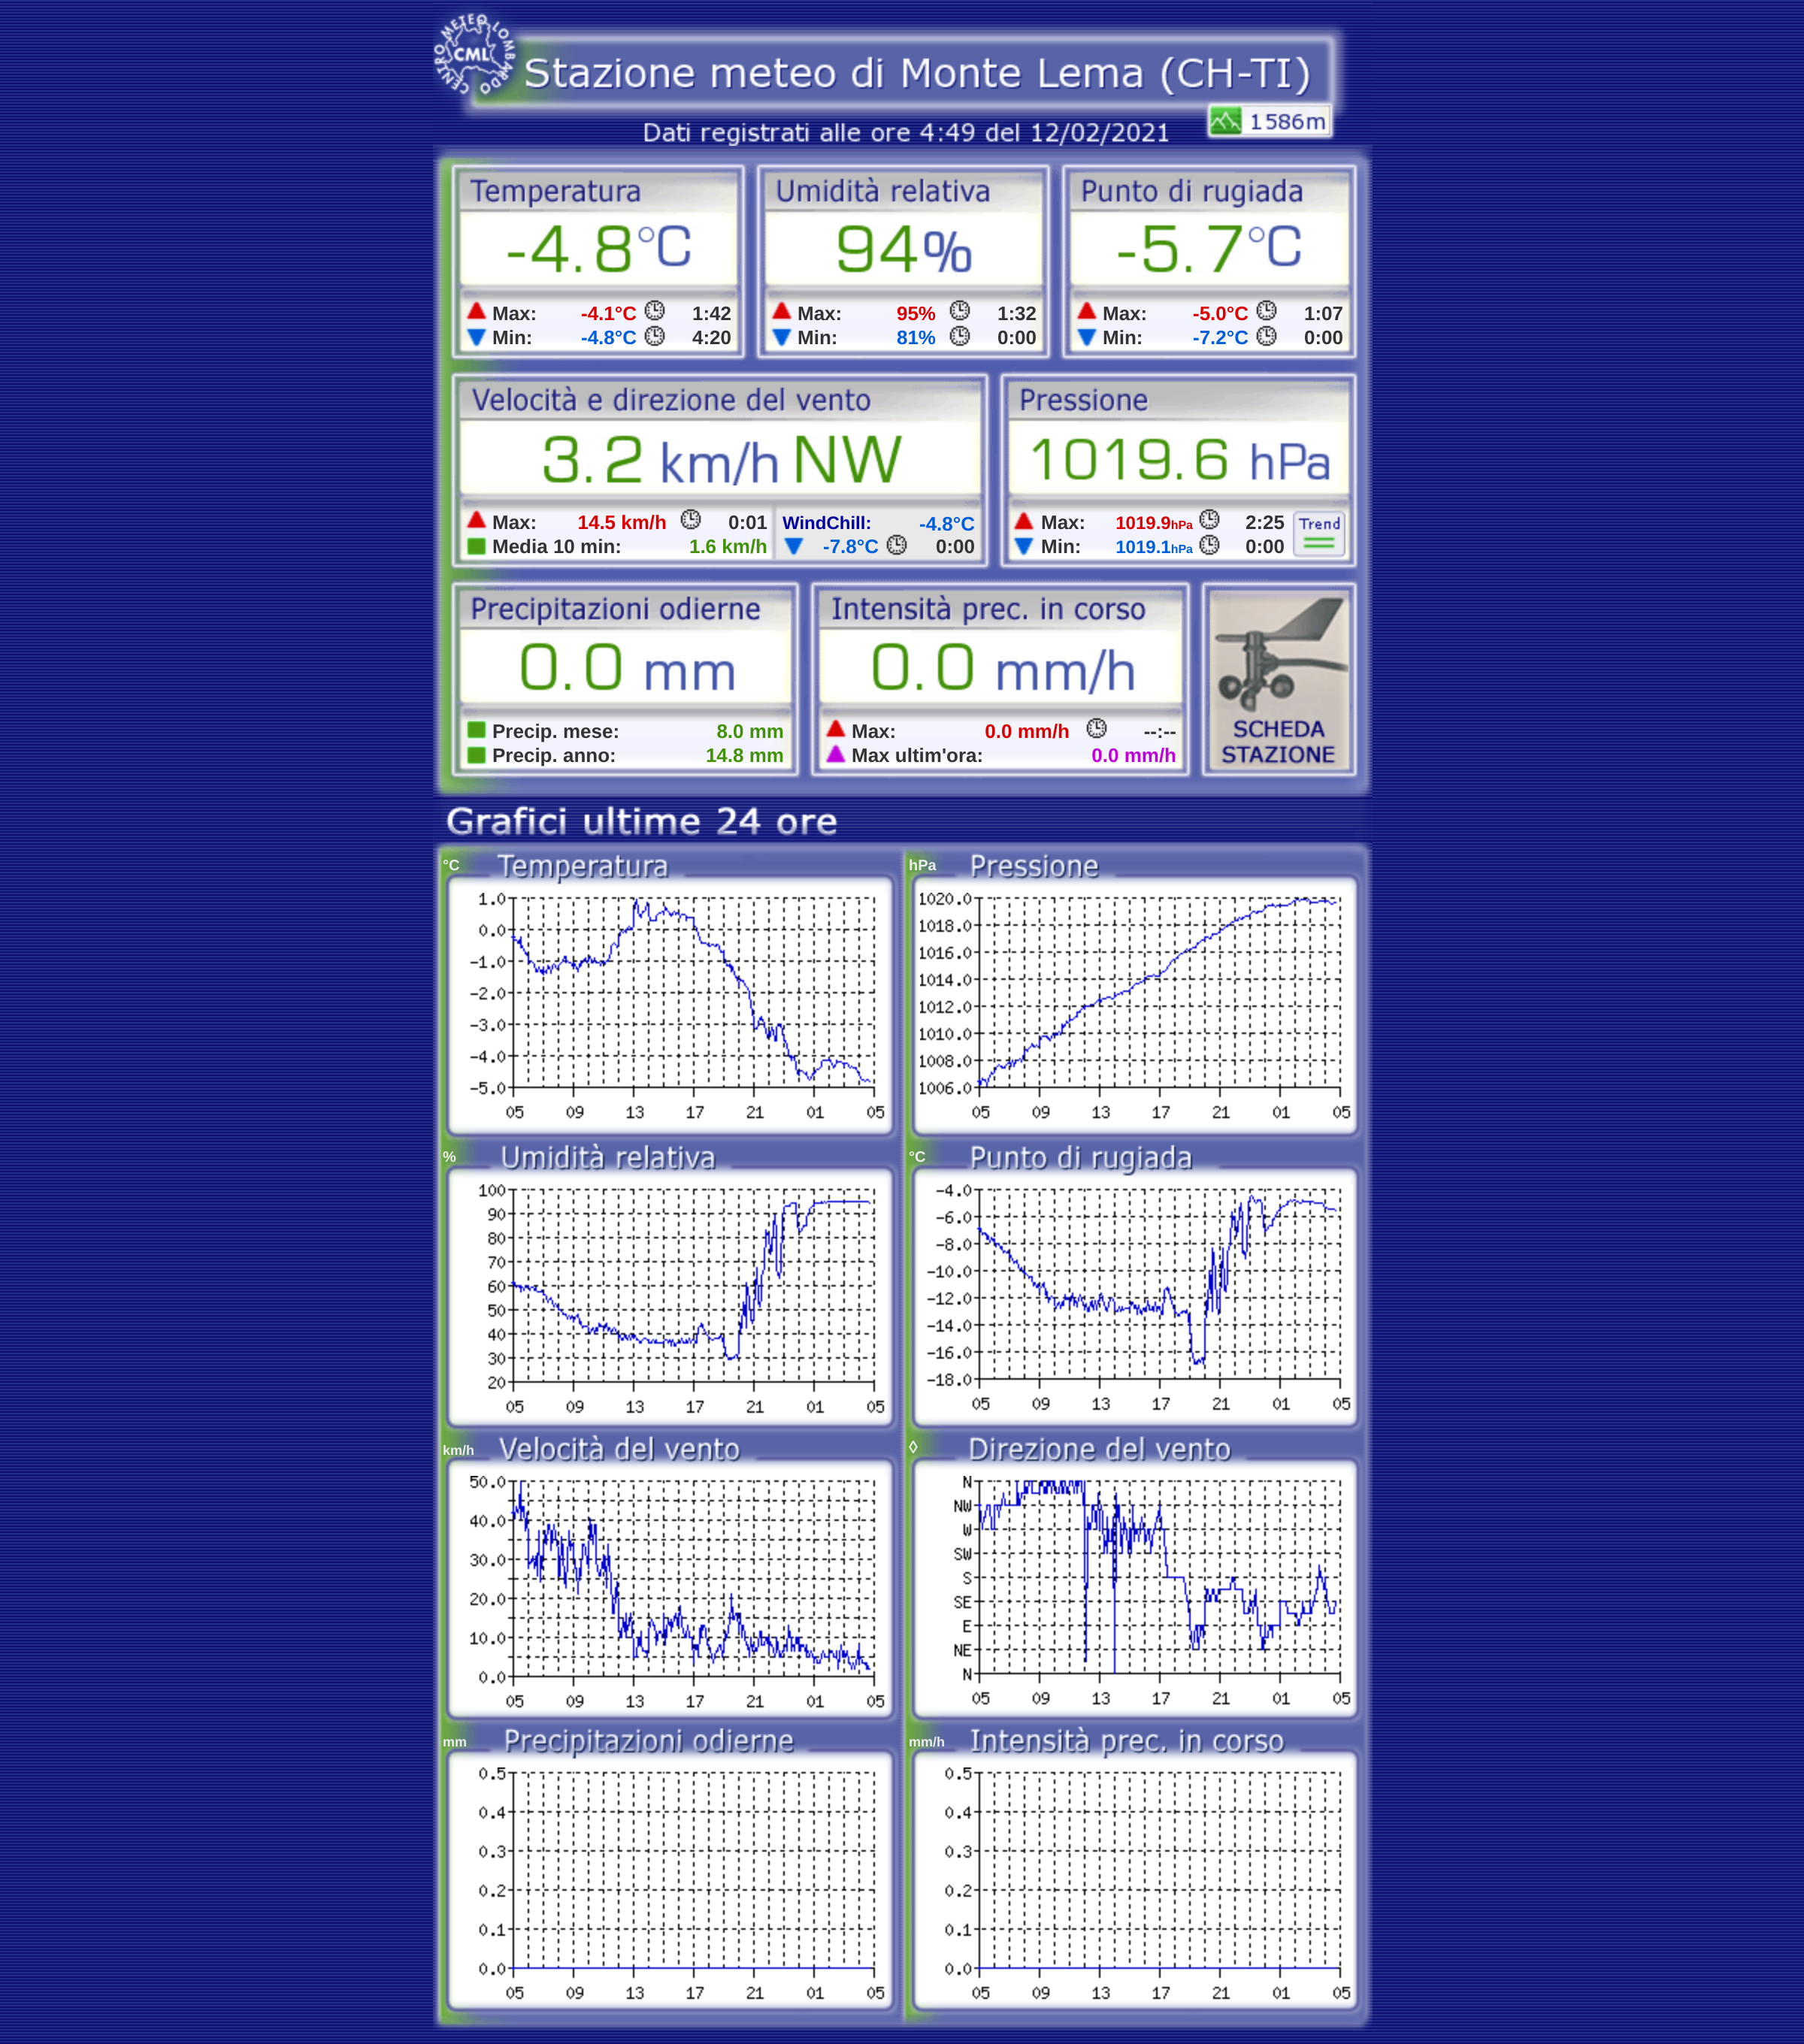 CENTRO METEO LOMBARDO
CML
Stazione meteo di Monte Lema (CH-TI)
1586m
Dati registrati alle ore 4:49 del 12/02/2021
Temperatura
-4.8°C
Max: -4.1°C 1:42
Min: -4.8°C 4:20
Umidità relativa
94%
Max: 95% 1:32
Min: 81% 0:00
Punto di rugiada
-5.7°C
Max: -5.0°C 1:07
Min: -7.2°C 0:00
Velocità e direzione del vento
3.2 km/h NW
Max: 14.5 km/h 0:01
Media 10 min: 1.6 km/h
WindChill: -4.8°C
-7.8°C 0:00
Pressione
1019.6 hPa
Max: 1019.9hPa 2:25
Min: 1019.1hPa 0:00
Trend
Precipitazioni odierne
0.0 mm
Precip. mese: 8.0 mm
Precip. anno: 14.8 mm
Intensità prec. in corso
0.0 mm/h
Max: 0.0 mm/h --:--
Max ultim'ora: 0.0 mm/h
SCHEDA
STAZIONE
Grafici ultime 24 ore
°C Temperatura
1.0
0.0
-1.0
-2.0
-3.0
-4.0
-5.0
05 09 13 17 21 01 05
hPa Pressione
1020.0
1018.0
1016.0
1014.0
1012.0
1010.0
1008.0
1006.0
05 09 13 17 21 01 05
% Umidità relativa
100
90
80
70
60
50
40
30
20
05 09 13 17 21 01 05
°C Punto di rugiada
-4.0
-6.0
-8.0
-10.0
-12.0
-14.0
-16.0
-18.0
05 09 13 17 21 01 05
km/h Velocità del vento
50.0
40.0
30.0
20.0
10.0
0.0
05 09 13 17 21 01 05
◊ Direzione del vento
N
NW
W
SW
S
SE
E
NE
N
05 09 13 17 21 01 05
mm Precipitazioni odierne
0.5
0.4
0.3
0.2
0.1
0.0
05 09 13 17 21 01 05
mm/h Intensità prec. in corso
0.5
0.4
0.3
0.2
0.1
0.0
05 09 13 17 21 01 05